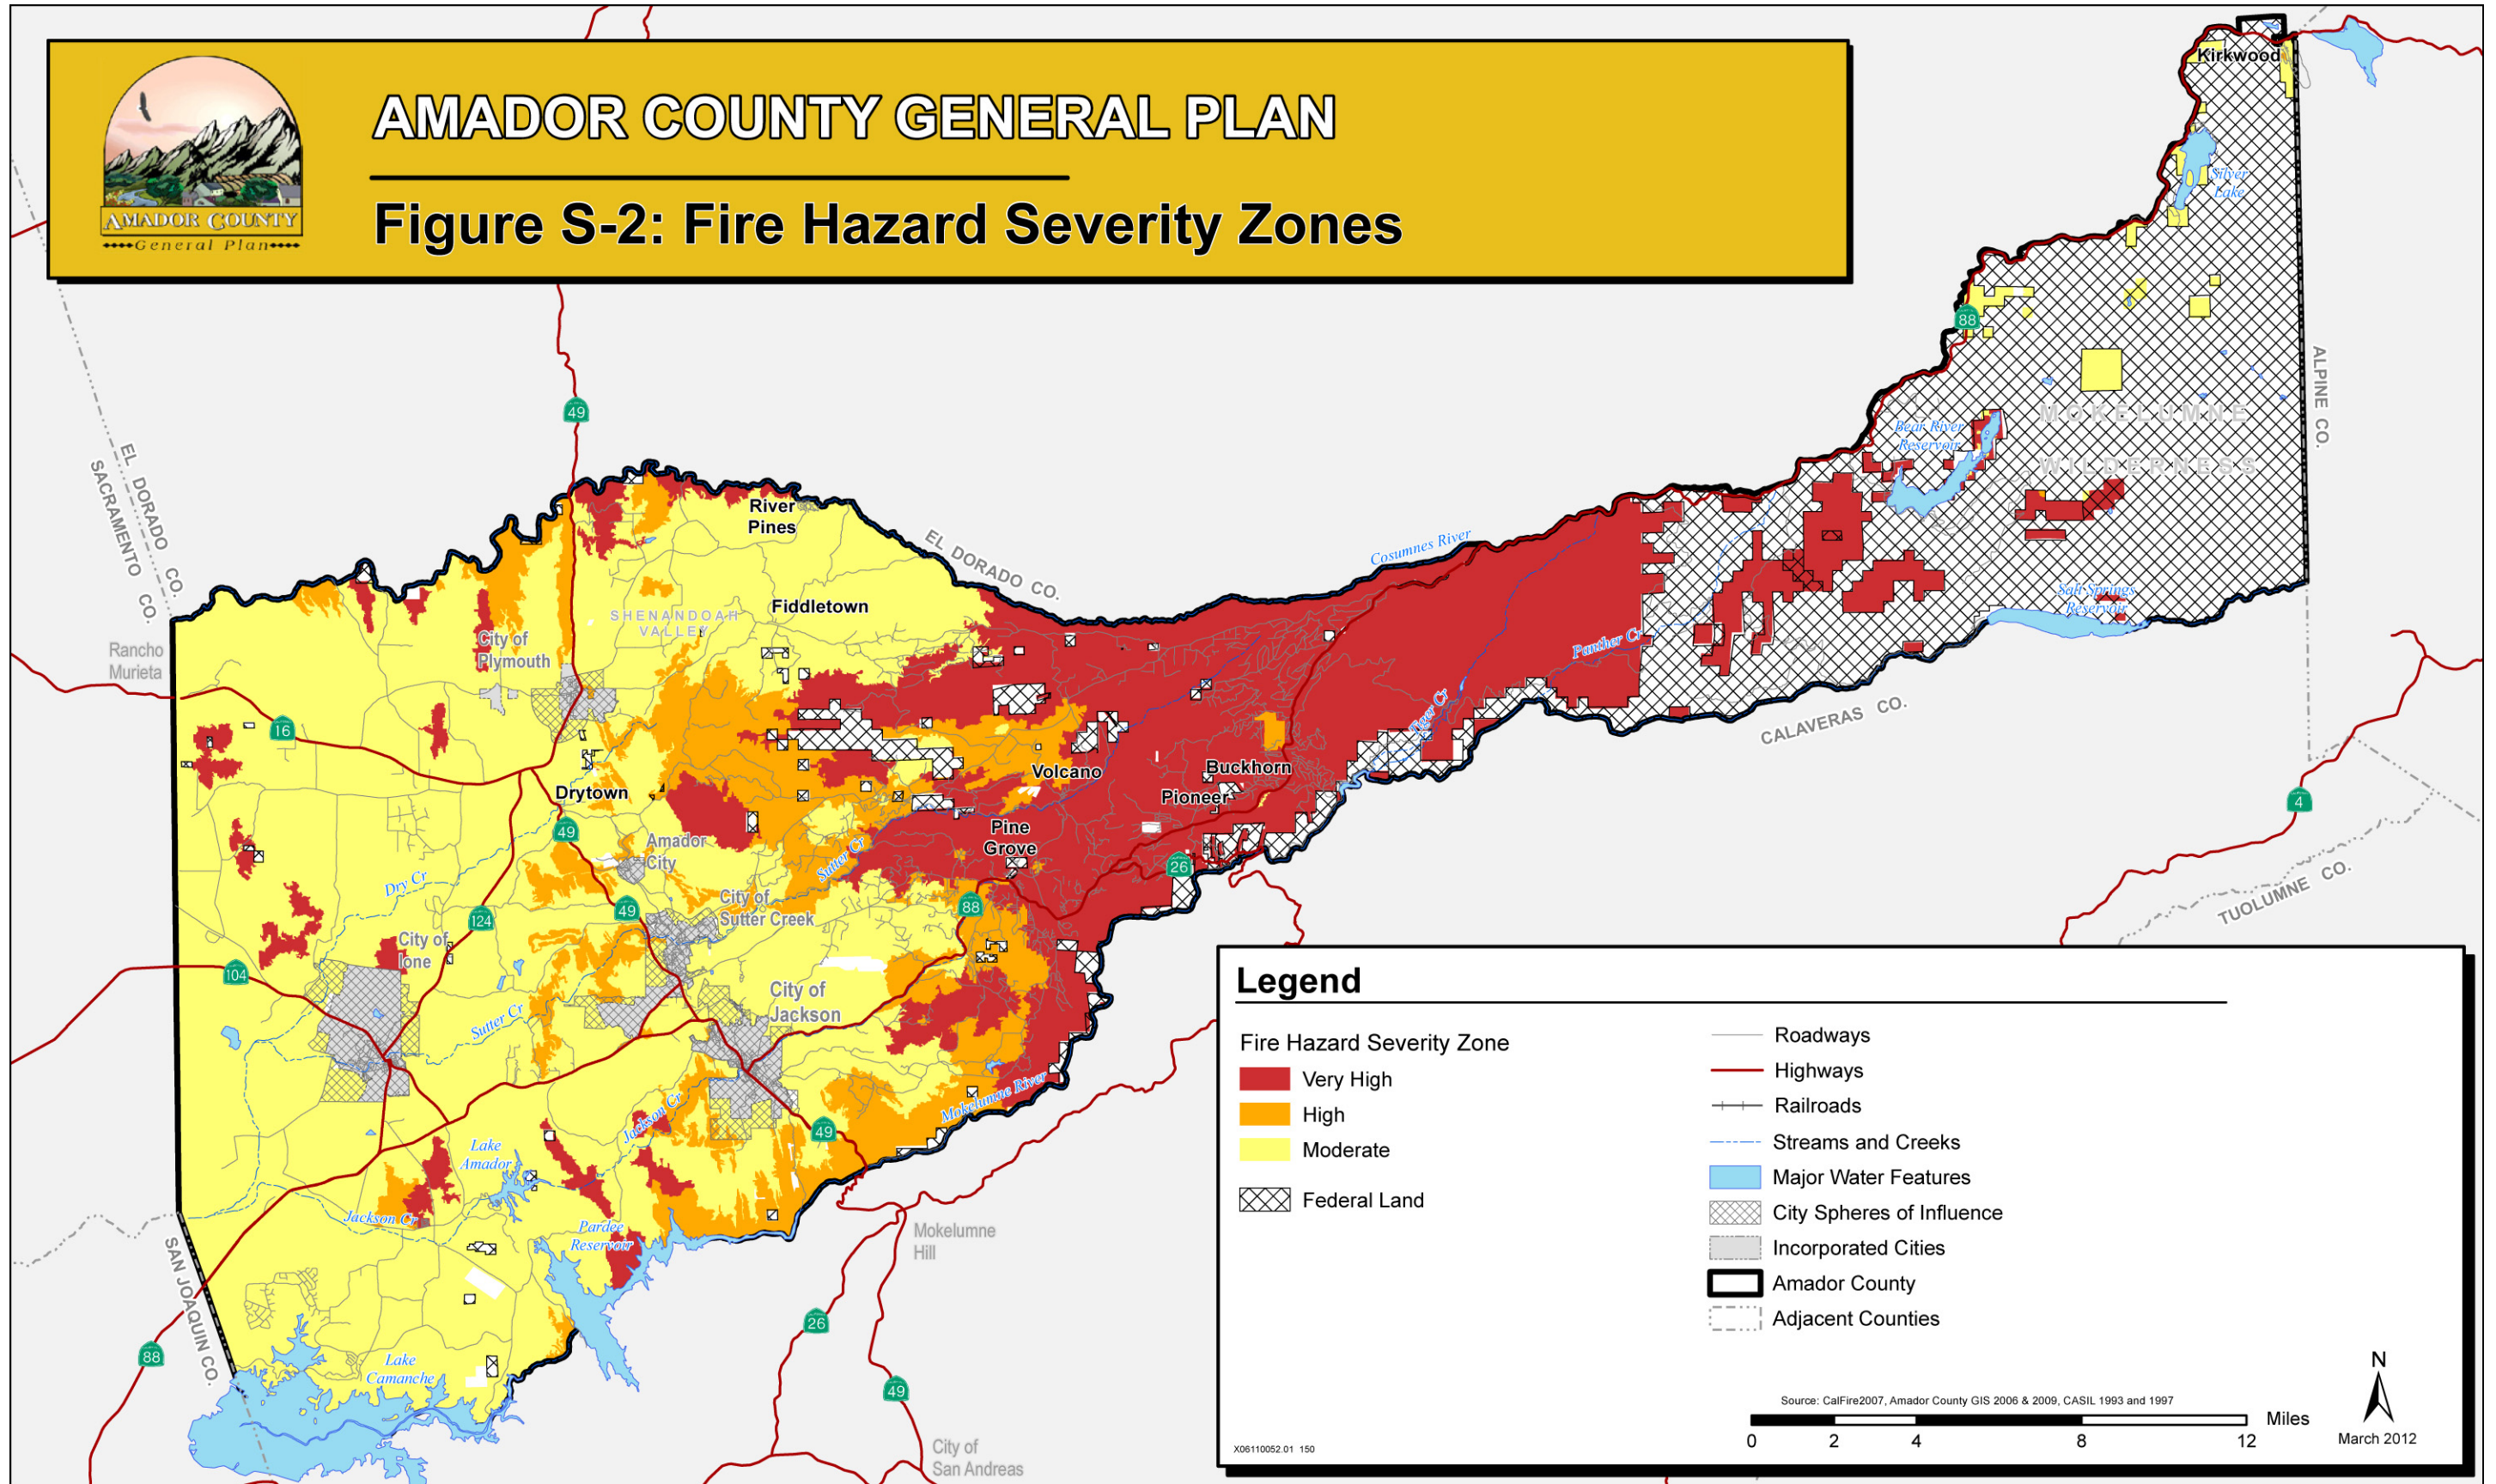 AMADOR COUNTY GENERAL PLAN
Figure S-2: Fire Hazard Severity Zones
AMADOR COUNTY
General Plan
Kirkwood
Silver
Lake
88
ALPINE CO.
MOKELUMNE
WILDERNESS
Bear River
Reservoir
Salt Springs
Reservoir
49
EL DORADO CO.
SACRAMENTO CO.
River
Pines
EL DORADO CO.
Cosumnes River
Fiddletown
SHENANDOAH
VALLEY
City of
Plymouth
Rancho
Murieta
Panther Cr
Tiger Cr
CALAVERAS CO.
16
Volcano
Buckhorn
Pioneer
Drytown
49
Amador
City
Pine
Grove
Sutter Cr
26
4
TUOLUMNE CO.
Dry Cr
124
49
City of
Sutter Creek
88
City of
Ione
104
Sutter Cr
City of
Jackson
Jackson Cr
Mokelumne River
49
Lake
Amador
Jackson Cr
Pardee
Reservoir
Mokelumne
Hill
SAN JOAQUIN CO.
88
26
Lake
Camanche
49
City of
San Andreas
Legend
Fire Hazard Severity Zone
Very High
High
Moderate
Federal Land
Roadways
Highways
Railroads
Streams and Creeks
Major Water Features
City Spheres of Influence
Incorporated Cities
Amador County
Adjacent Counties
N
Source: CalFire2007, Amador County GIS 2006 & 2009, CASIL 1993 and 1997
Miles
0 2 4 8 12
March 2012
X06110052.01 150